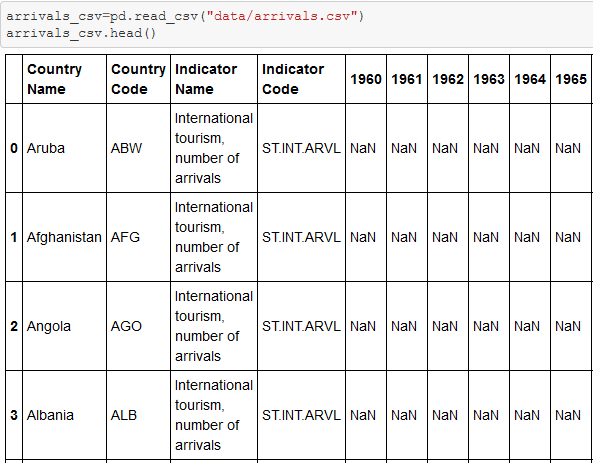 arrivals_csv=pd.read_csv("data/arrivals.csv")
arrivals_csv.head()
Country Name Country Code Indicator Name Indicator Code 1960 1961 1962 1963 1964 1965
0 Aruba ABW International tourism, number of arrivals ST.INT.ARVL NaN NaN NaN NaN NaN NaN
1 Afghanistan AFG International tourism, number of arrivals ST.INT.ARVL NaN NaN NaN NaN NaN NaN
2 Angola AGO International tourism, number of arrivals ST.INT.ARVL NaN NaN NaN NaN NaN NaN
3 Albania ALB International tourism, number of arrivals ST.INT.ARVL NaN NaN NaN NaN NaN NaN